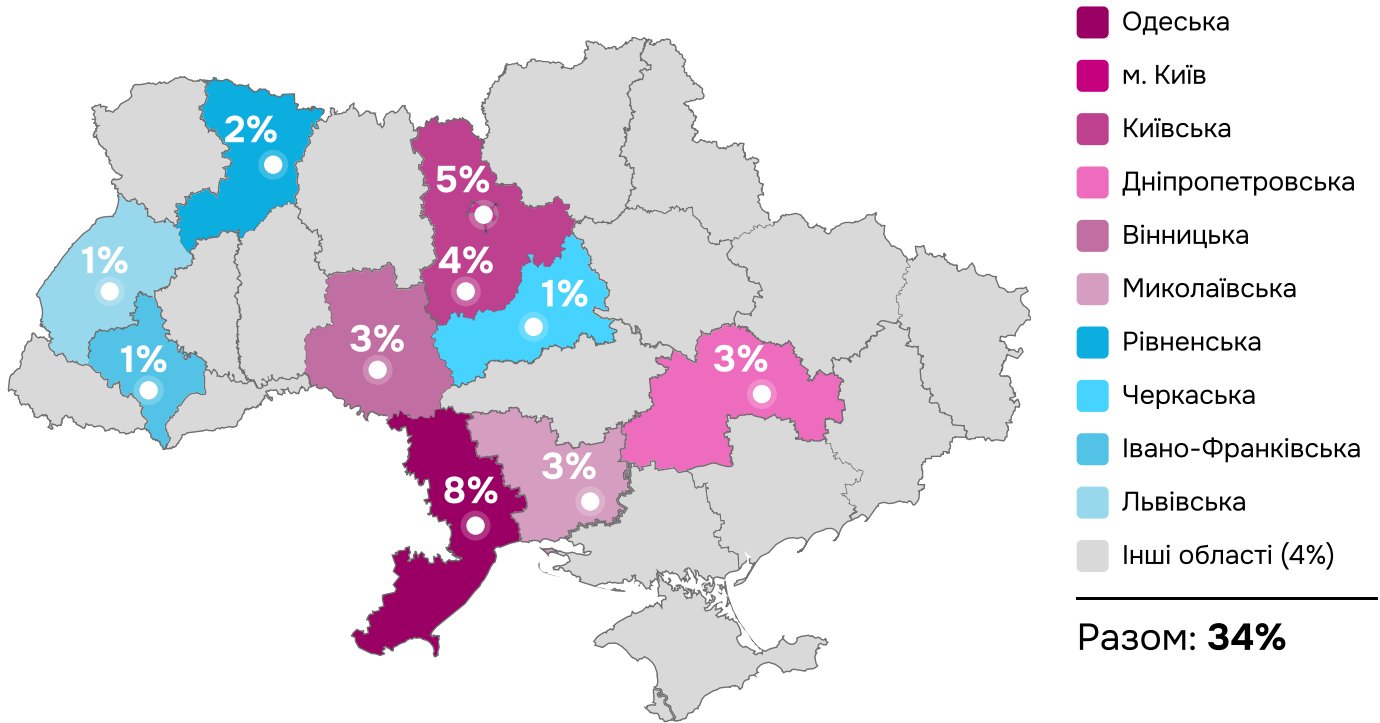 2%
5%
1%
4%
1%
3%
1%
3%
3%
8%
Одеська
м. Київ
Київська
Дніпропетровська
Вінницька
Миколаївська
Рівненська
Черкаська
Івано-Франківська
Львівська
Інші області (4%)
Разом: 34%